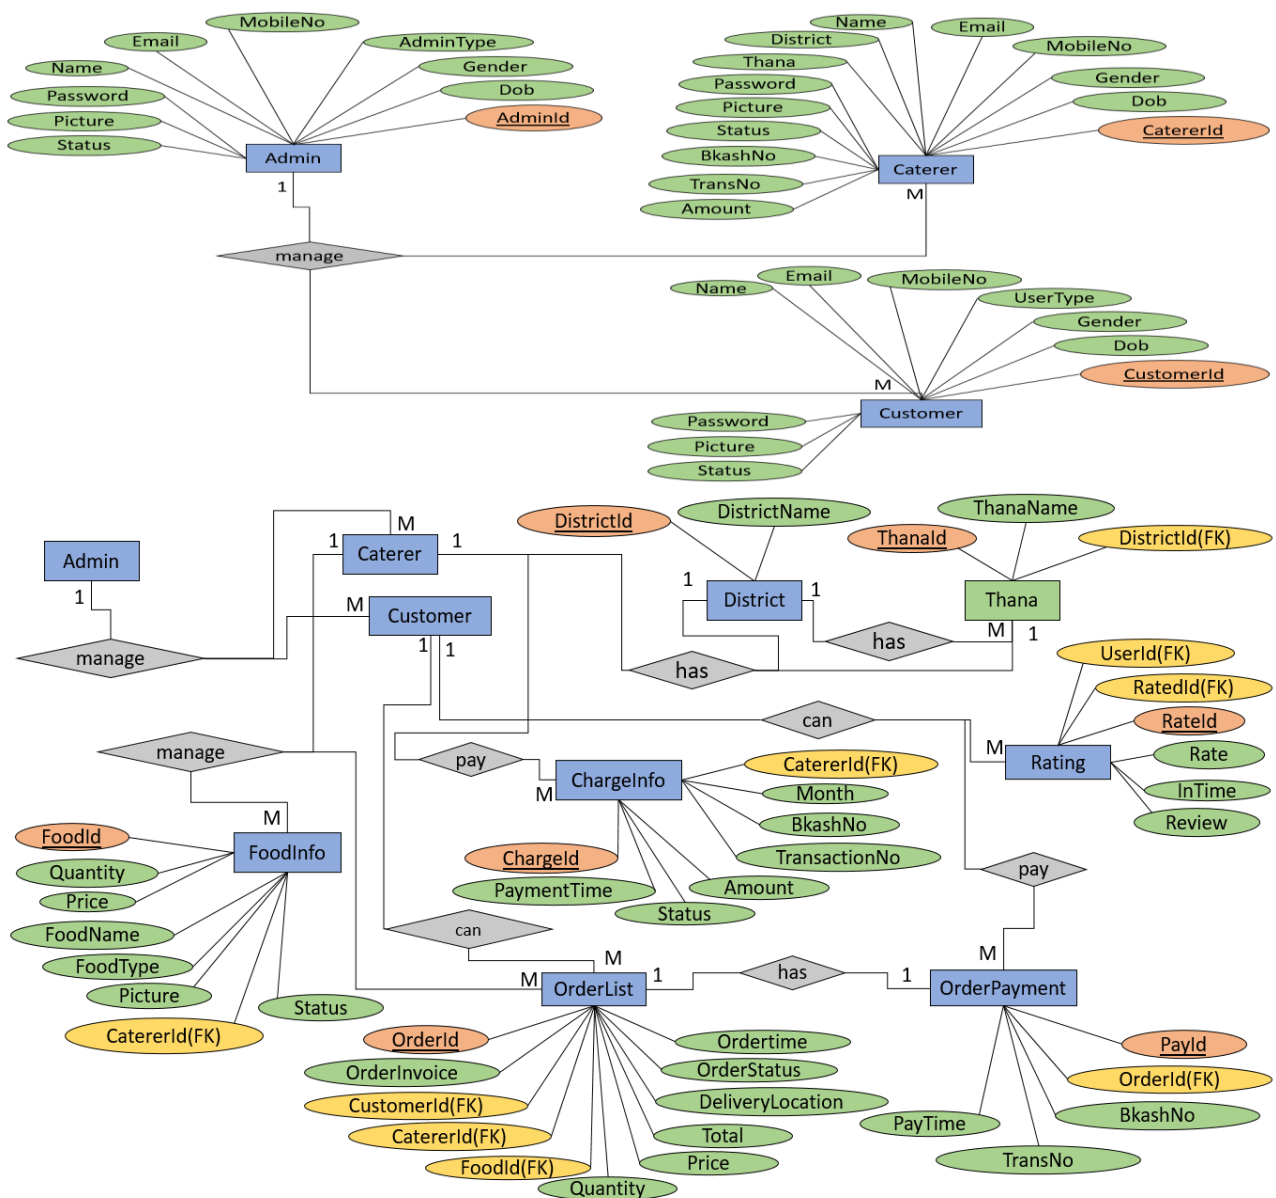 MobileNo
Email
AdminType
Name
Gender
Password
Dob
Picture
AdminId
Status
Admin
1
Name
Email
District
MobileNo
Thana
Gender
Password
Dob
Picture
CatererId
Status
BkashNo
Caterer
TransNo
M
Amount
manage
Email
MobileNo
Name
UserType
Gender
Dob
CustomerId
M
Customer
Password
Picture
Status
DistrictId
DistrictName
ThanaName
ThanaId
DistrictId(FK)
M
1
Caterer
1
Admin
1
M
Customer
1
1
1
District
1
Thana
M
1
has
has
manage
UserId(FK)
RatedId(FK)
RateId
can
M
Rating
Rate
InTime
Review
manage
pay
M
ChargeInfo
CatererId(FK)
Month
BkashNo
TransactionNo
ChargeId
PaymentTime
Amount
Status
M
FoodId
FoodInfo
Quantity
Price
FoodName
FoodType
Picture
Status
CatererId(FK)
pay
can
M
M
M
OrderList
1
has
1
OrderPayment
OrderId
Ordertime
OrderInvoice
OrderStatus
CustomerId(FK)
DeliveryLocation
CatererId(FK)
Total
FoodId(FK)
Price
Quantity
PayId
OrderId(FK)
BkashNo
PayTime
TransNo